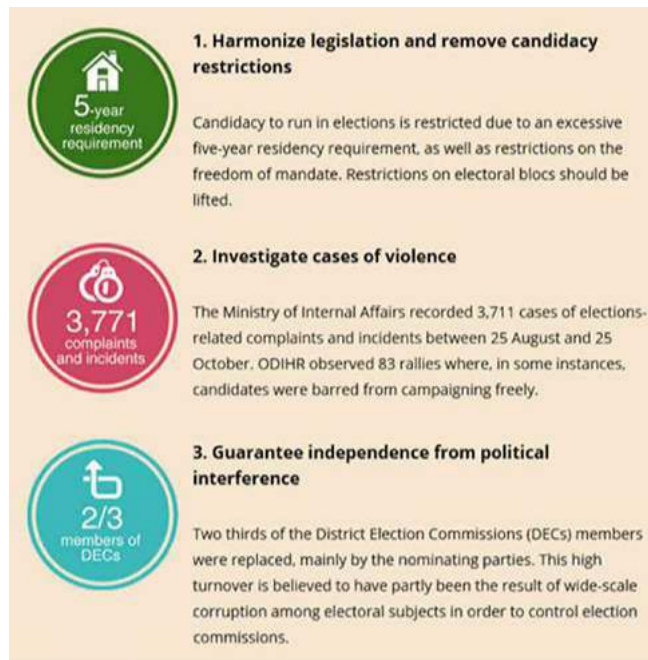 5-year
residency
requirement
1. Harmonize legislation and remove candidacy
restrictions
Candidacy to run in elections is restricted due to an excessive
five-year residency requirement, as well as restrictions on the
freedom of mandate. Restrictions on electoral blocs should be
lifted.
3,771
complaints
and incidents
2. Investigate cases of violence
The Ministry of Internal Affairs recorded 3,711 cases of elections-
related complaints and incidents between 25 August and 25
October. ODIHR observed 83 rallies where, in some instances,
candidates were barred from campaigning freely.
2/3
members of
DECs
3. Guarantee independence from political
interference
Two thirds of the District Election Commissions (DECs) members
were replaced, mainly by the nominating parties. This high
turnover is believed to have partly been the result of wide-scale
corruption among electoral subjects in order to control election
commissions.